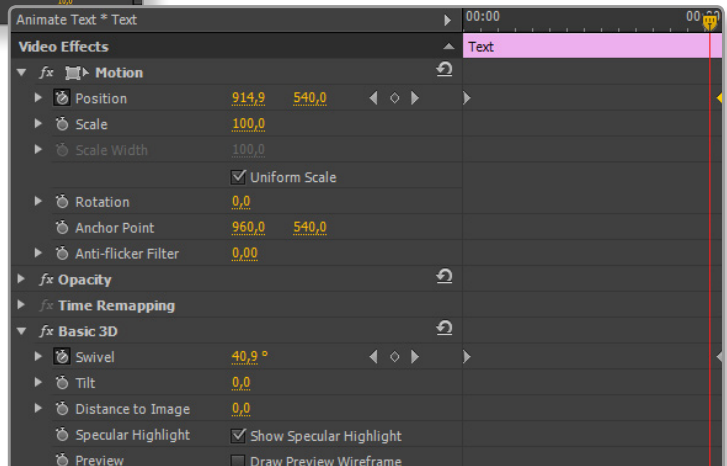 10,0
Animate Text * Text 00:00 00
Video Effects Text
fx Motion
Position 914,9 540,0
Scale 100,0
Scale Width 100,0
Uniform Scale
Rotation 0,0
Anchor Point 960,0 540,0
Anti-flicker Filter 0,00
fx Opacity
fx Time Remapping
fx Basic 3D
Swivel 40,9 °
Tilt 0,0
Distance to Image 0,0
Specular Highlight Show Specular Highlight
Preview Draw Preview Wireframe